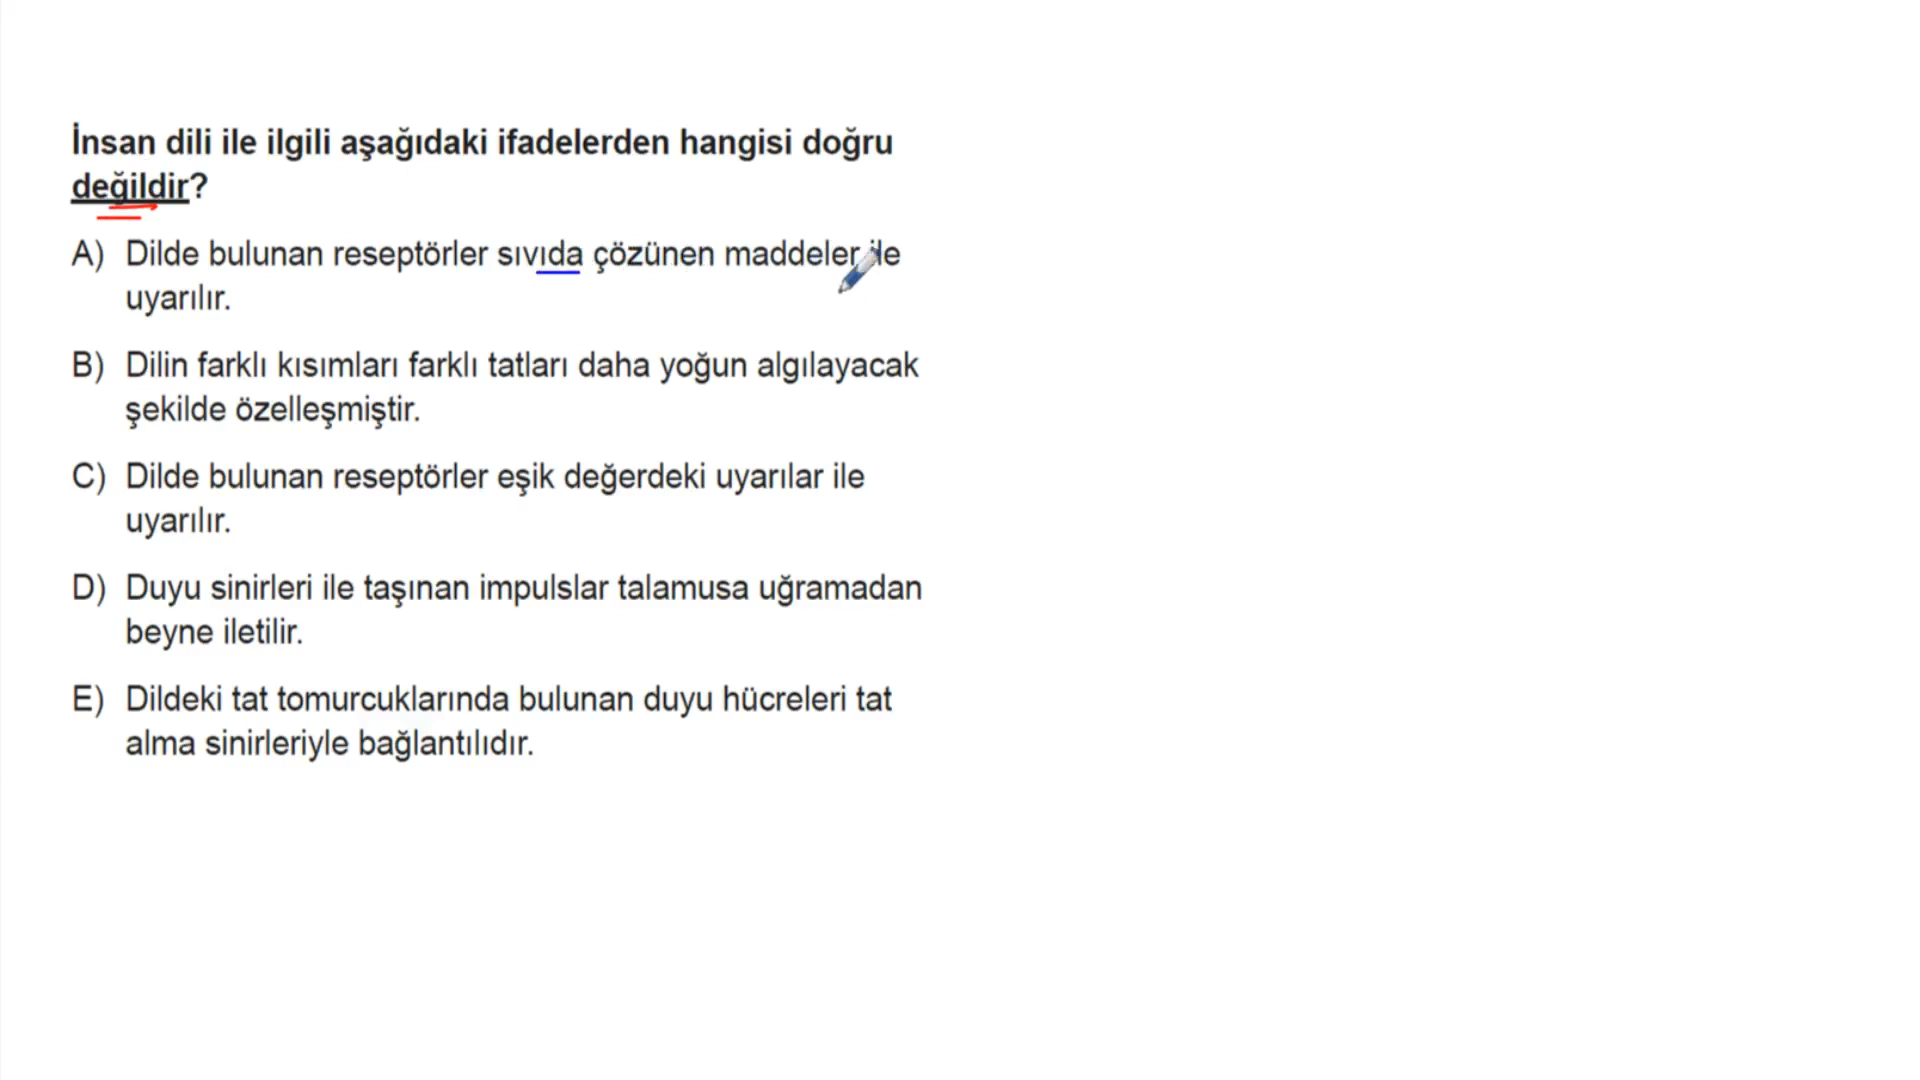 İnsan dili ile ilgili aşağıdaki ifadelerden hangisi doğru
değildir?
A) Dilde bulunan reseptörler sıvıda çözünen maddeler ile
uyarılır.
B) Dilin farklı kısımları farklı tatları daha yoğun algılayacak
şekilde özelleşmiştir.
C) Dilde bulunan reseptörler eşik değerdeki uyarılar ile
uyarılır.
D) Duyu sinirleri ile taşınan impulslar talamusa uğramadan
beyne iletilir.
E) Dildeki tat tomurcuklarında bulunan duyu hücreleri tat
alma sinirleriyle bağlantılıdır.